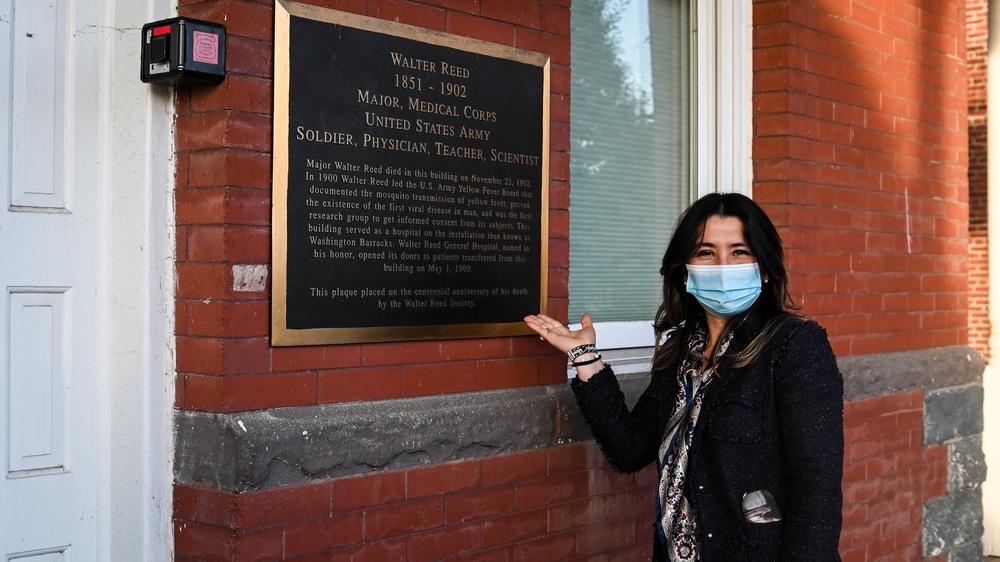 WALTER REED
1851 - 1902
MAJOR, MEDICAL CORPS
UNITED STATES ARMY
SOLDIER, PHYSICIAN, TEACHER, SCIENTIST
Major Walter Reed died in this building on November 23, 1902.
In 1900 Walter Reed led the U.S. Army Yellow Fever Board that
documented the mosquito transmission of yellow fever, proved
the existence of the first viral disease in man, and was the first
research group to get informed consent from its subjects. This
building served as a hospital on the installation then known as
Washington Barracks. Walter Reed General Hospital, named in
his honor, opened its doors to patients transferred from this
building on May 1, 1909.
This plaque placed on the centennial anniversary of his death
by the Walter Reed Society.